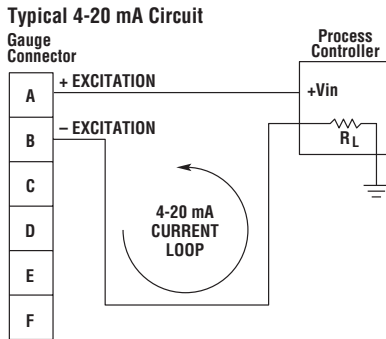 Typical 4-20 mA Circuit
Gauge
Connector
Process
Controller
A
+ EXCITATION
+Vin
B
– EXCITATION
RL
C
D
4-20 mA
CURRENT
LOOP
E
F